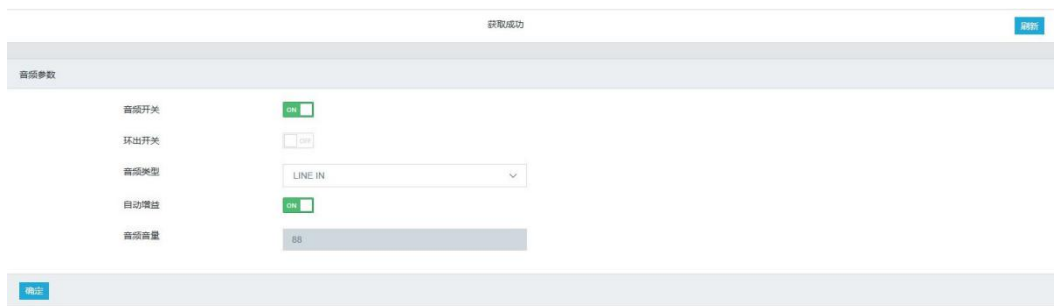 获取成功 刷新
音频参数
音频开关 ON
环出开关 OFF
音频类型 LINE IN
自动增益 ON
音频音量 88
确定